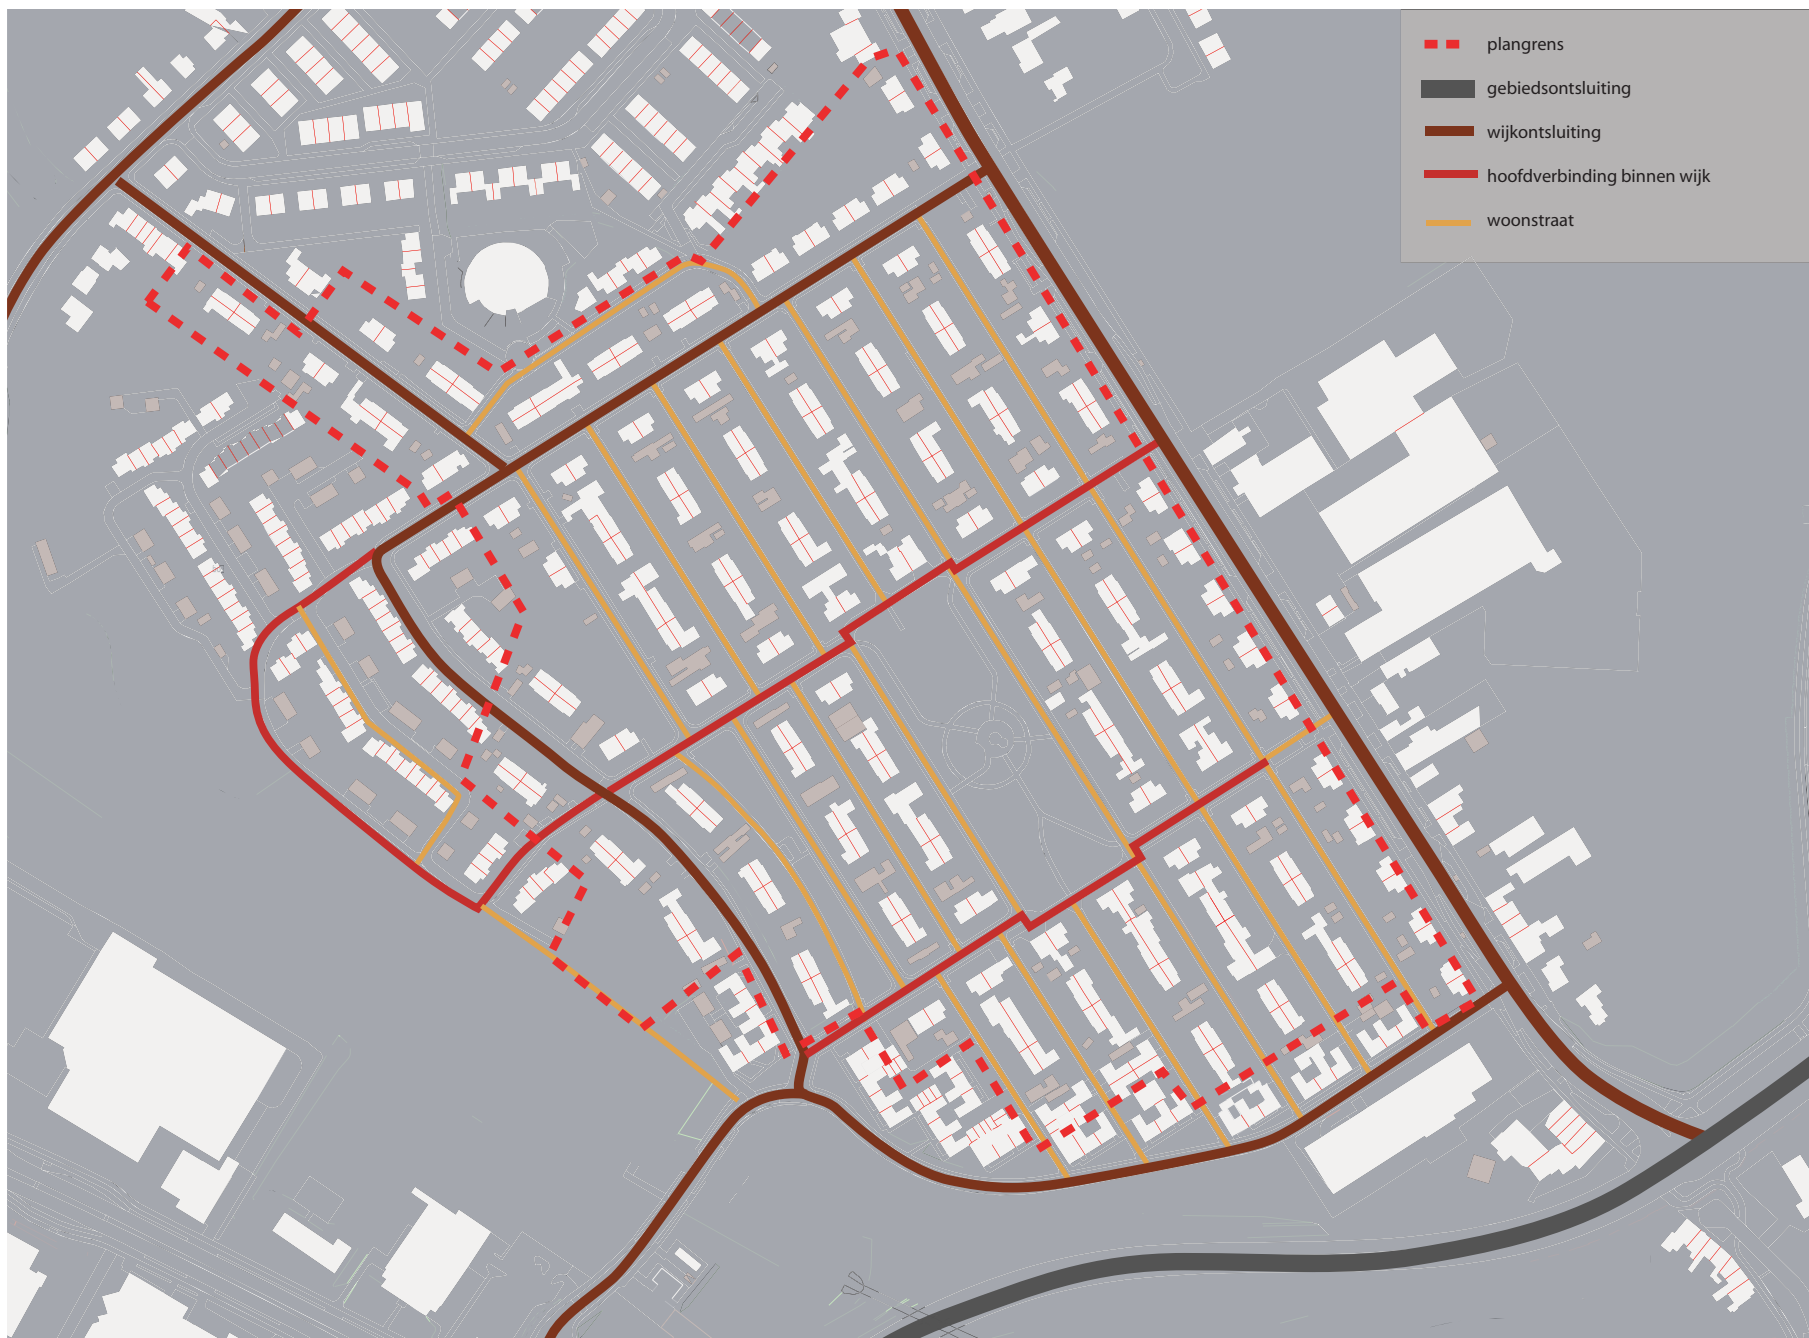 plangrens
gebiedsontsluiting
wijkontsluiting
hoofdverbinding binnen wijk
woonstraat